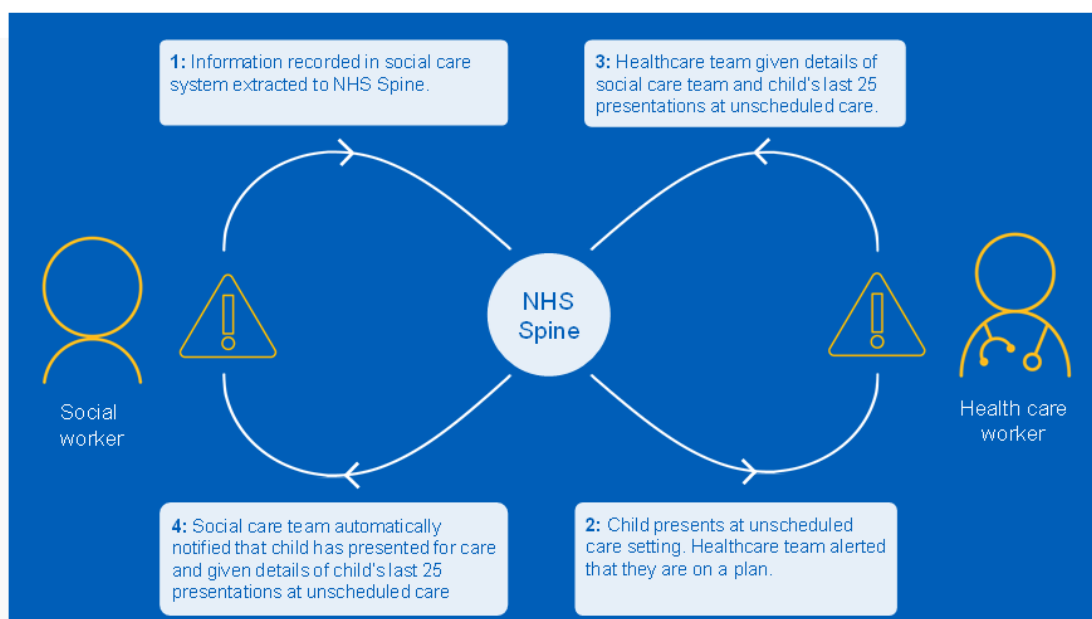 1: Information recorded in social care
system extracted to NHS Spine.
3: Healthcare team given details of
social care team and child's last 25
presentations at unscheduled care.
NHS
Spine
Social
worker
Health care
worker
4: Social care team automatically
notified that child has presented for care
and given details of child's last 25
presentations at unscheduled care
2: Child presents at unscheduled
care setting. Healthcare team alerted
that they are on a plan.